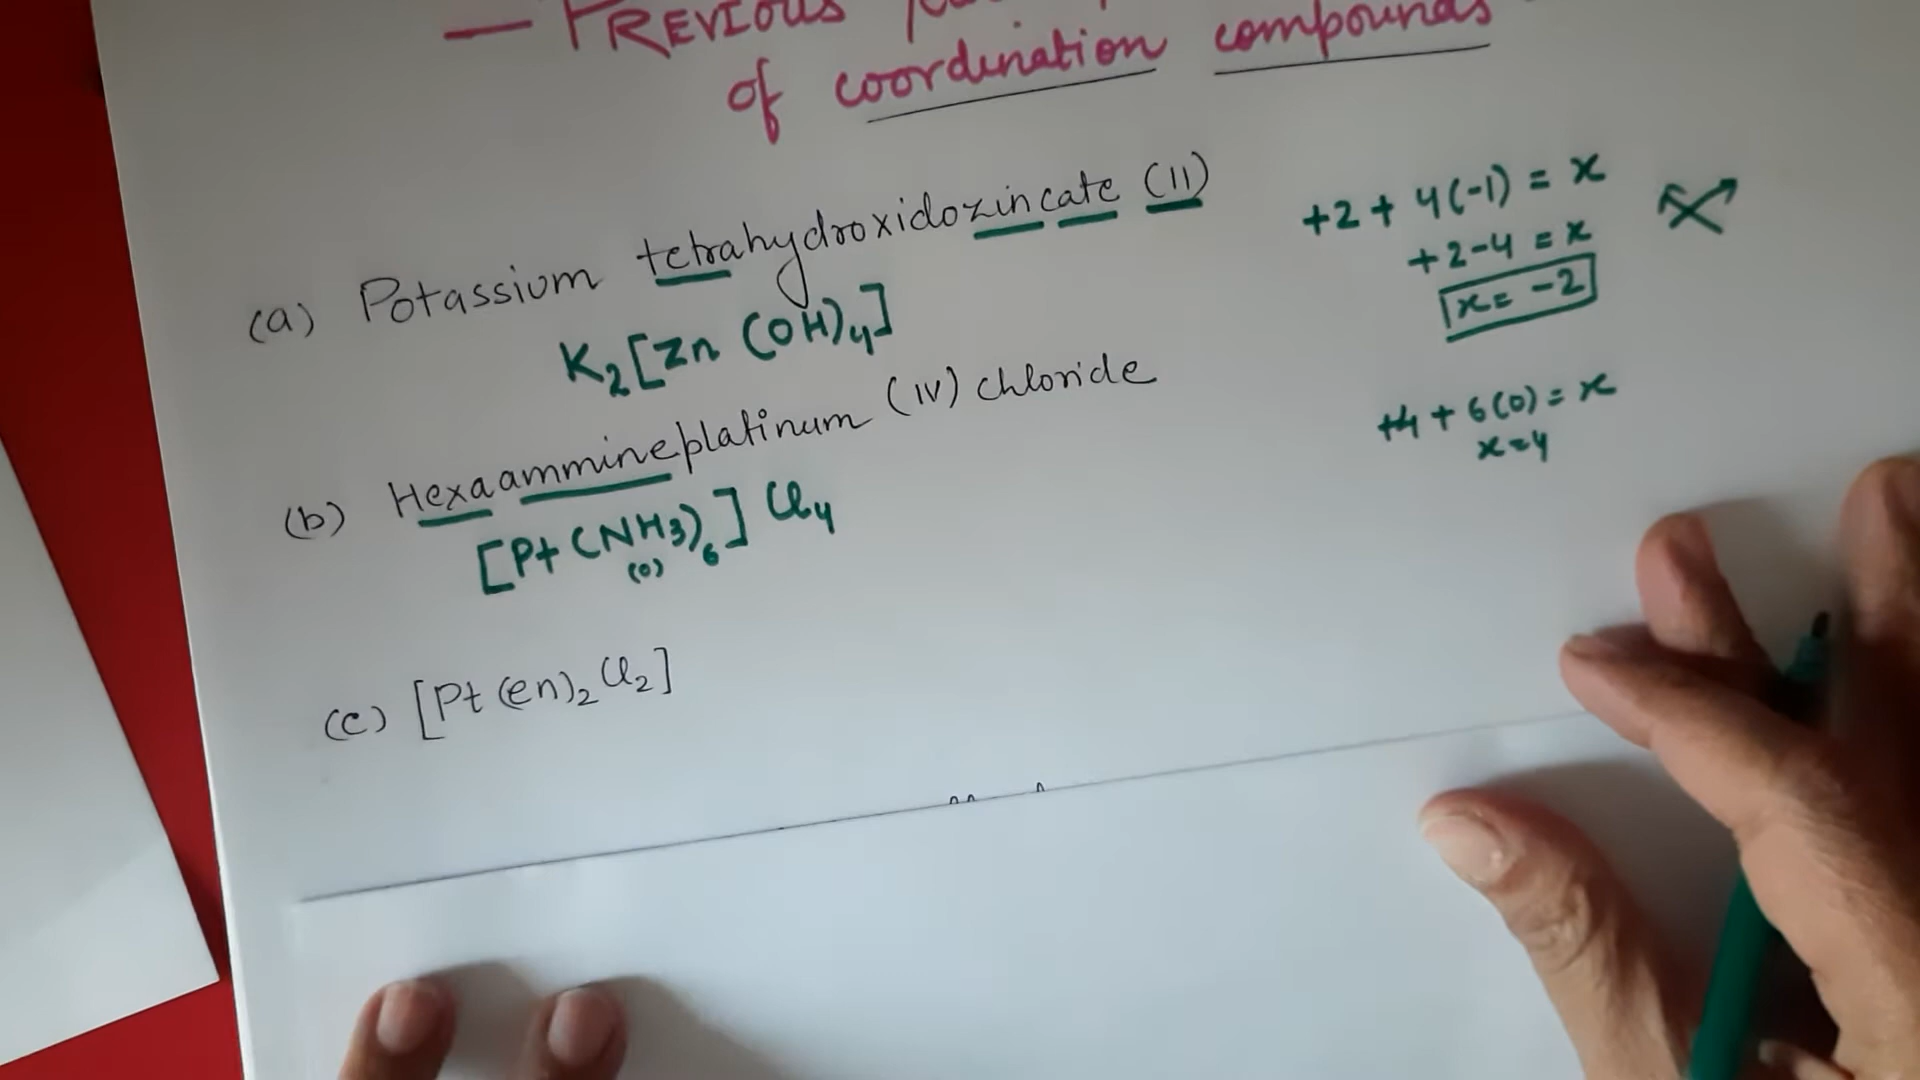 — PREVIOUS
of coordination compounds
(a) Potassium tetrahydroxidozincate (II)
K₂[Zn (OH)₄]
+2 + 4(-1) = x
+2-4 = x
x = -2
(b) Hexaammineplatinum (IV) chloride
[Pt (NH3)₆] Cl₄
(0)
+4 + 6(0) = x
x=4
(c) [Pt (en)₂ Cl₂]